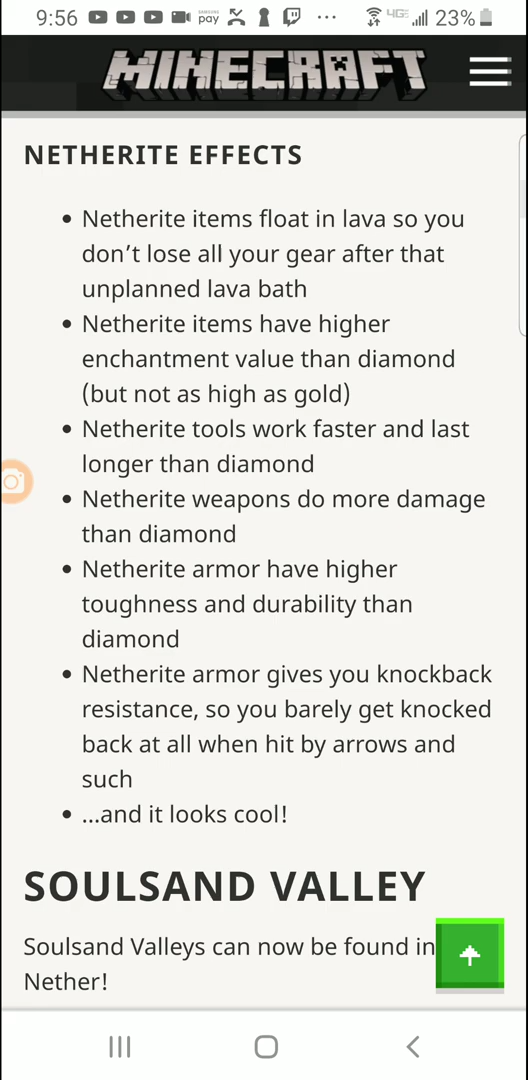 9:56
SAMSUNG
pay
4GE
23%
MINECRAFT
NETHERITE EFFECTS
• Netherite items float in lava so you
don’t lose all your gear after that
unplanned lava bath
• Netherite items have higher
enchantment value than diamond
(but not as high as gold)
• Netherite tools work faster and last
longer than diamond
• Netherite weapons do more damage
than diamond
• Netherite armor have higher
toughness and durability than
diamond
• Netherite armor gives you knockback
resistance, so you barely get knocked
back at all when hit by arrows and
such
• ...and it looks cool!
SOULSAND VALLEY
Soulsand Valleys can now be found in
Nether!